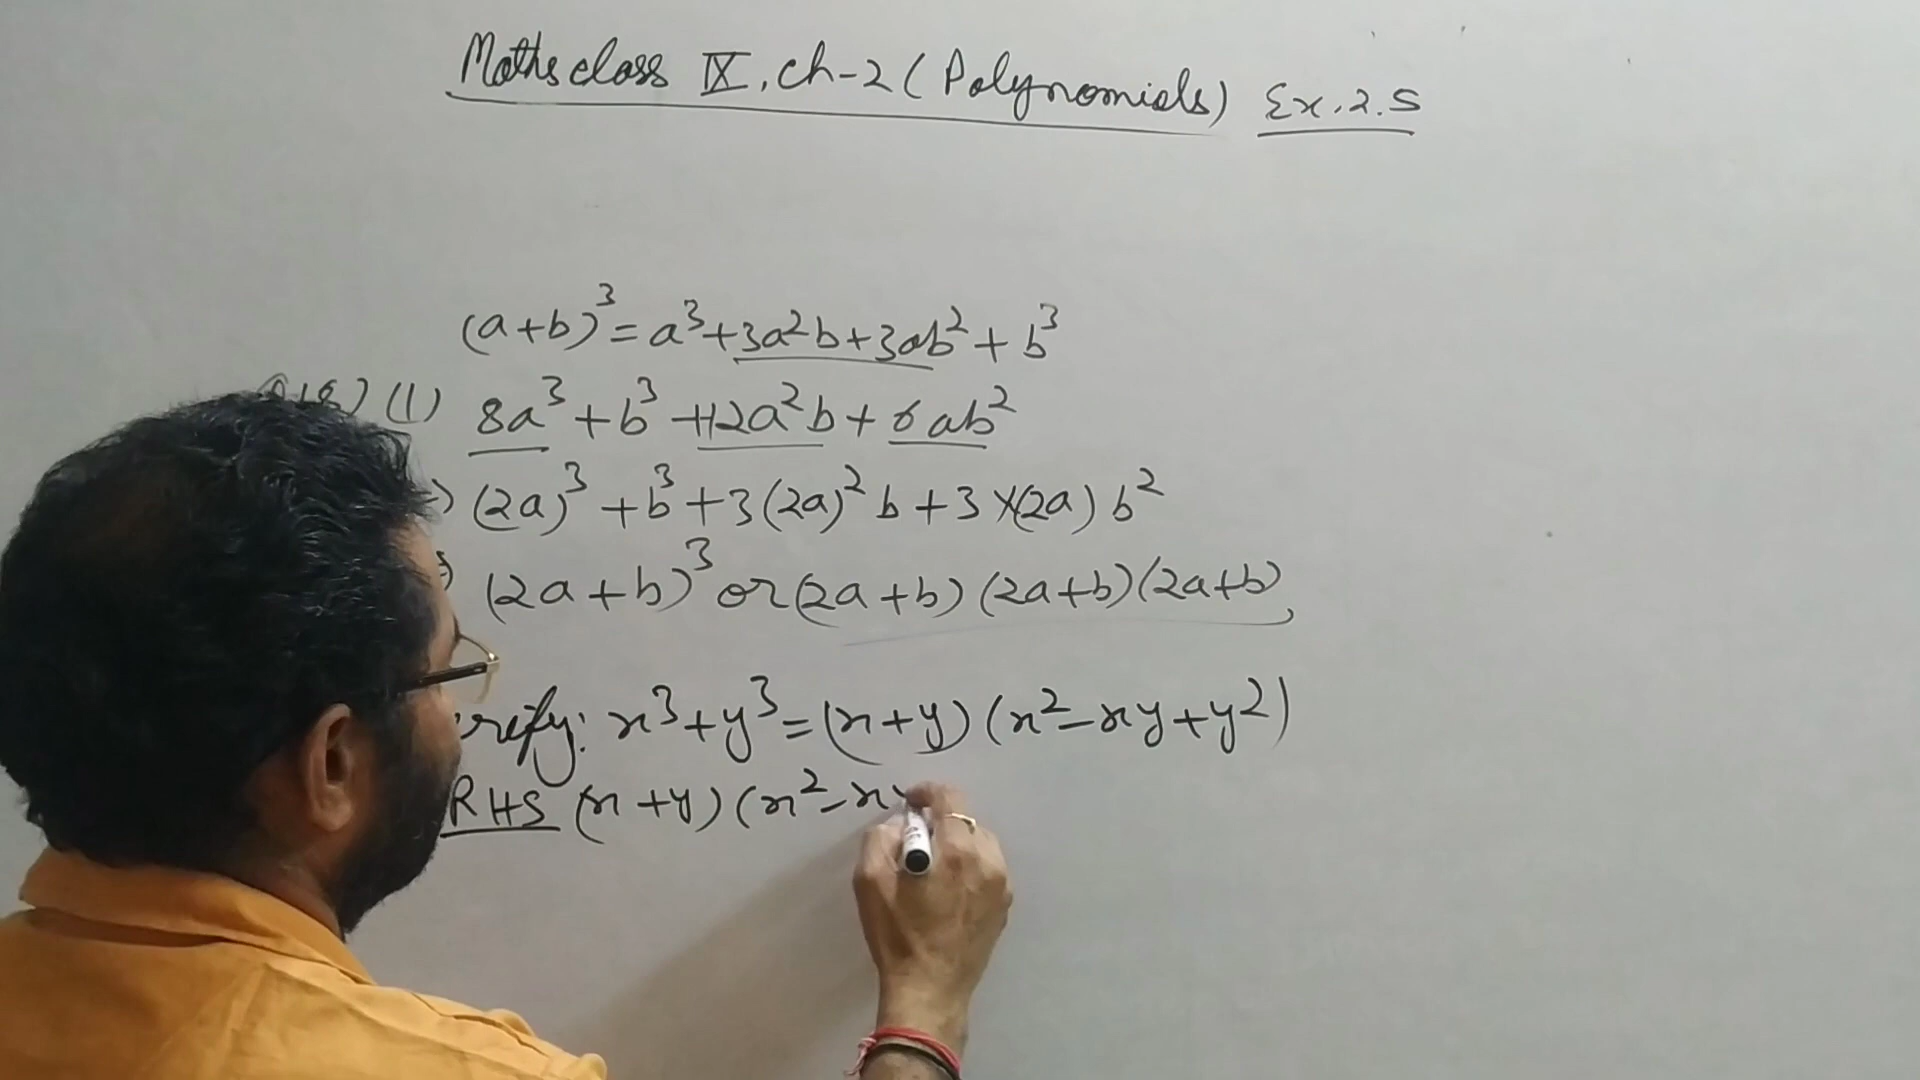 Maths class IX, Ch-2 (Polynomials) Ex. 2.5
(a+b)³ = a³+3a²b+3ab²+b³
(1) 8a³+b³+12a²b+6ab²
(2a)³+b³+3(2a)²b+3×(2a)b²
(2a+b)³ or (2a+b)(2a+b)(2a+b)
x³+y³=(x+y)(x²-xy+y²)
RHS (x+y)(x²-xy